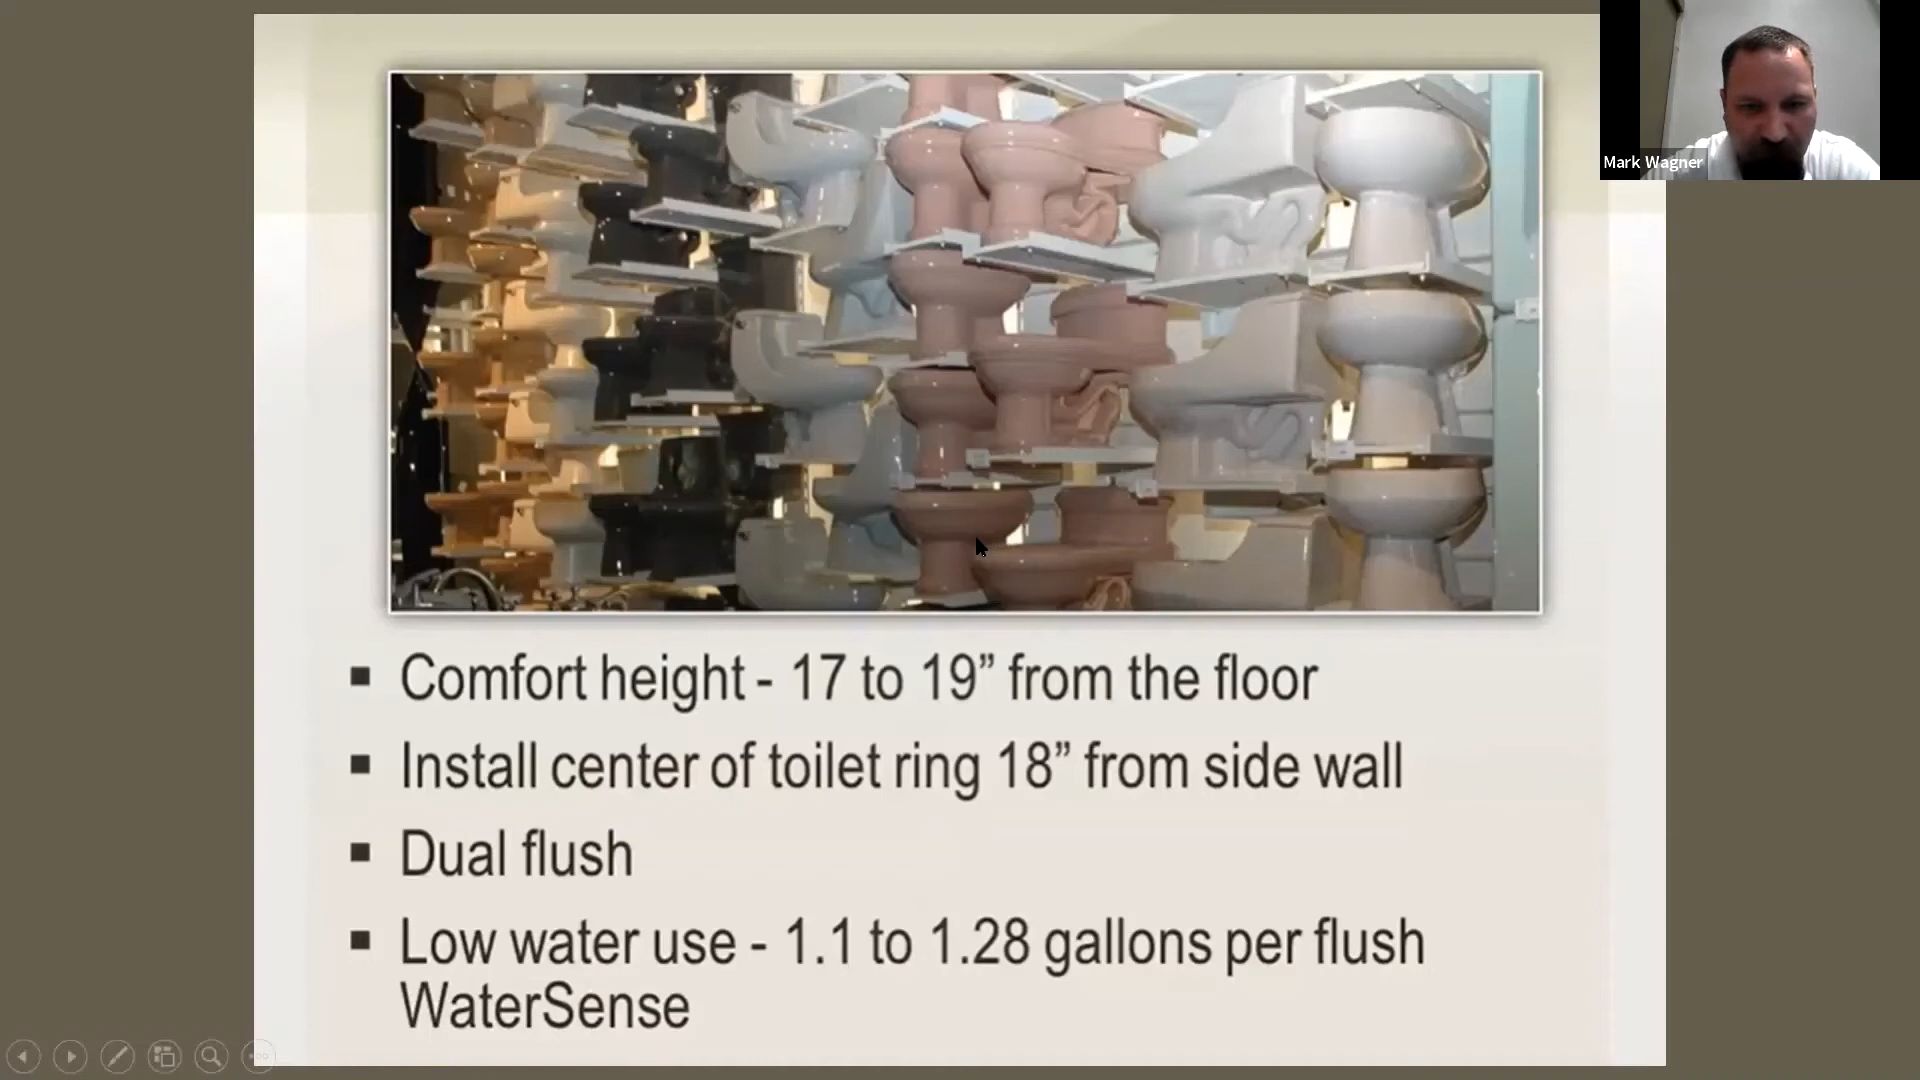 Mark Wagner
▪ Comfort height - 17 to 19” from the floor
▪ Install center of toilet ring 18” from side wall
▪ Dual flush
▪ Low water use - 1.1 to 1.28 gallons per flush
WaterSense